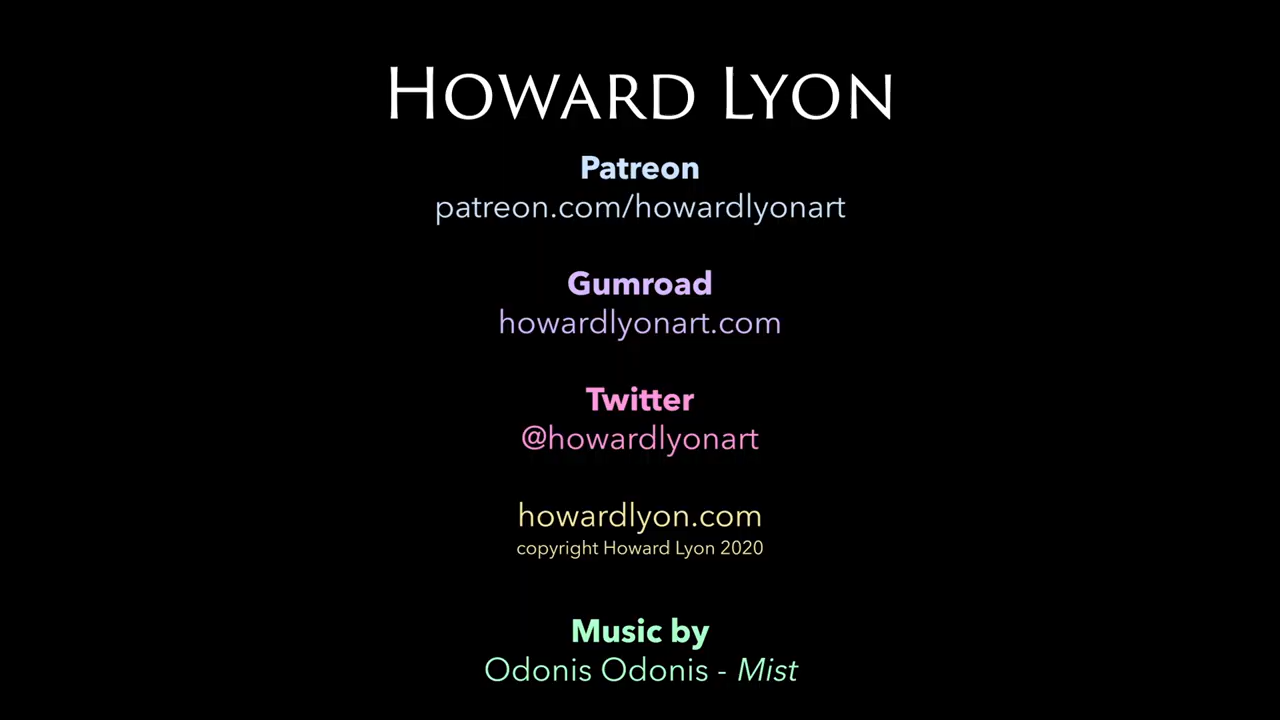 Howard Lyon
Patreon
patreon.com/howardlyonart
Gumroad
howardlyonart.com
Twitter
@howardlyonart
howardlyon.com
copyright Howard Lyon 2020
Music by
Odonis Odonis - Mist